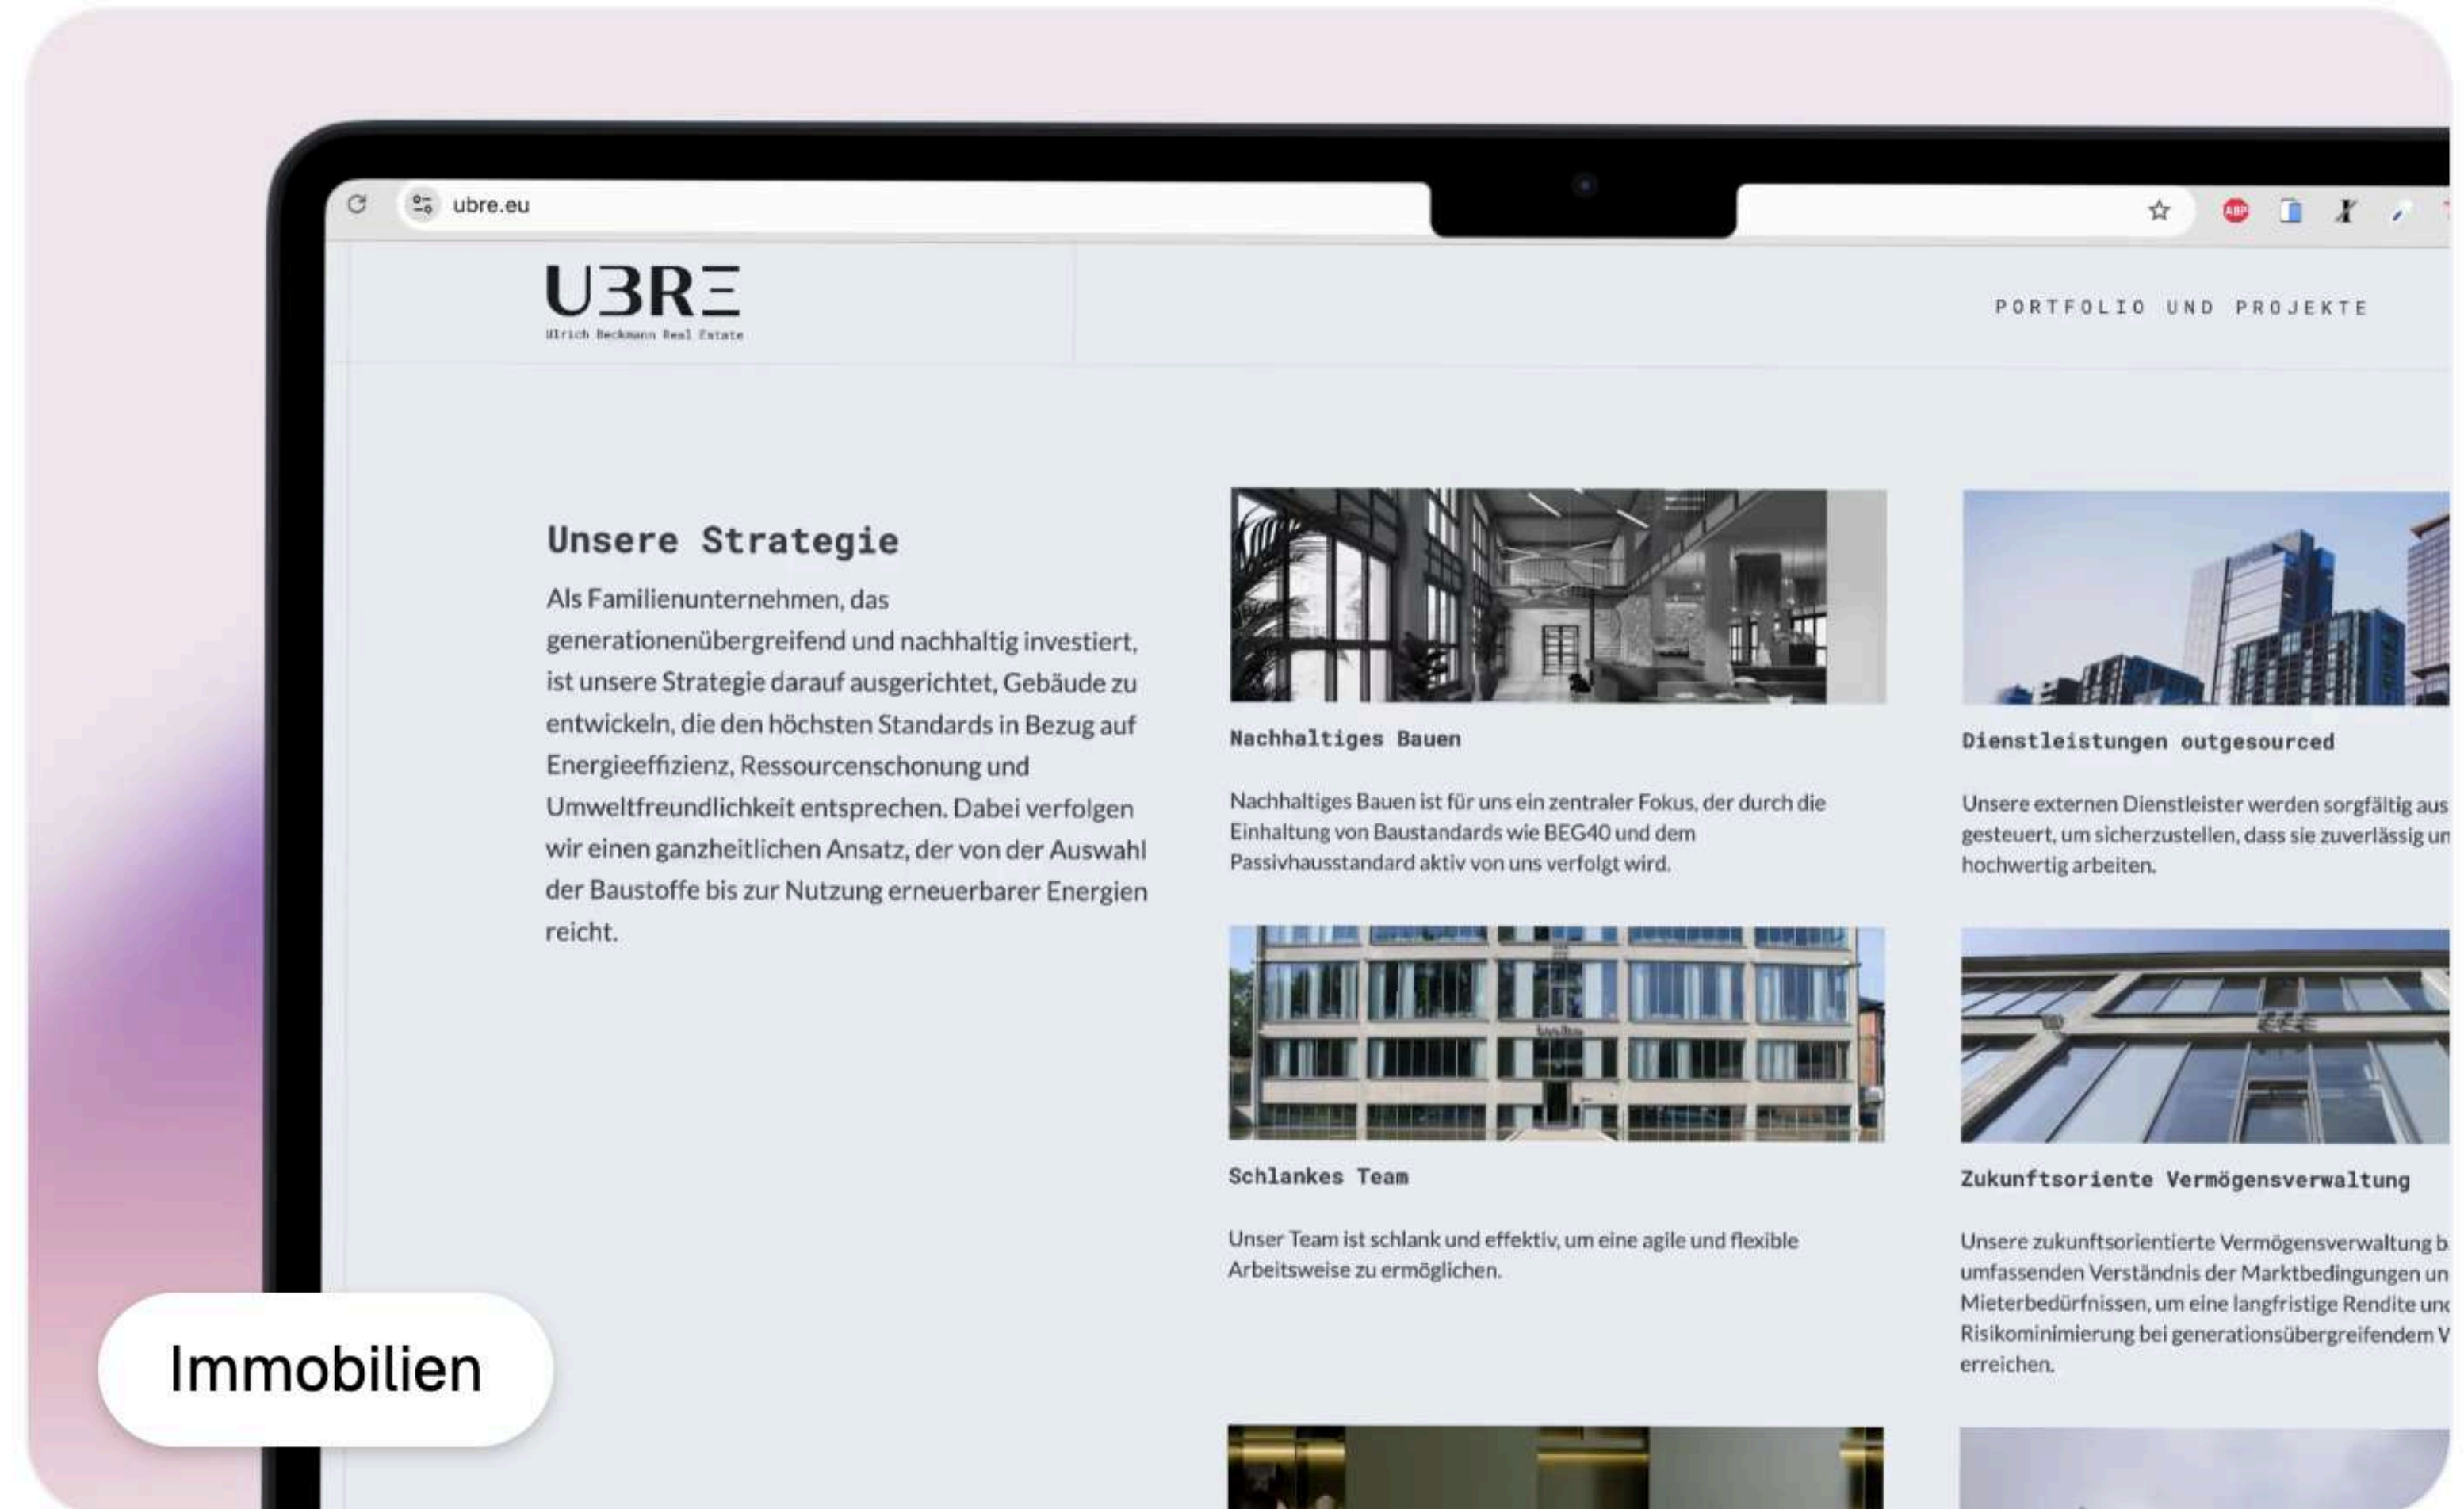 ubre.eu
ABP
UBRE
Ulrich Beckmann Real Estate
PORTFOLIO UND PROJEKTE
Unsere Strategie
Als Familienunternehmen, das
generationenübergreifend und nachhaltig investiert,
ist unsere Strategie darauf ausgerichtet, Gebäude zu
entwickeln, die den höchsten Standards in Bezug auf
Energieeffizienz, Ressourcenschonung und
Umweltfreundlichkeit entsprechen. Dabei verfolgen
wir einen ganzheitlichen Ansatz, der von der Auswahl
der Baustoffe bis zur Nutzung erneuerbarer Energien
reicht.
Nachhaltiges Bauen
Nachhaltiges Bauen ist für uns ein zentraler Fokus, der durch die
Einhaltung von Baustandards wie BEG40 und dem
Passivhausstandard aktiv von uns verfolgt wird.
Dienstleistungen outgesourced
Unsere externen Dienstleister werden sorgfältig aus
gesteuert, um sicherzustellen, dass sie zuverlässig un
hochwertig arbeiten.
Schlankes Team
Unser Team ist schlank und effektiv, um eine agile und flexible
Arbeitsweise zu ermöglichen.
Zukunftsoriente Vermögensverwaltung
Unsere zukunftsorientierte Vermögensverwaltung b
umfassenden Verständnis der Marktbedingungen un
Mieterbedürfnissen, um eine langfristige Rendite und
Risikominimierung bei generationsübergreifendem V
erreichen.
Immobilien